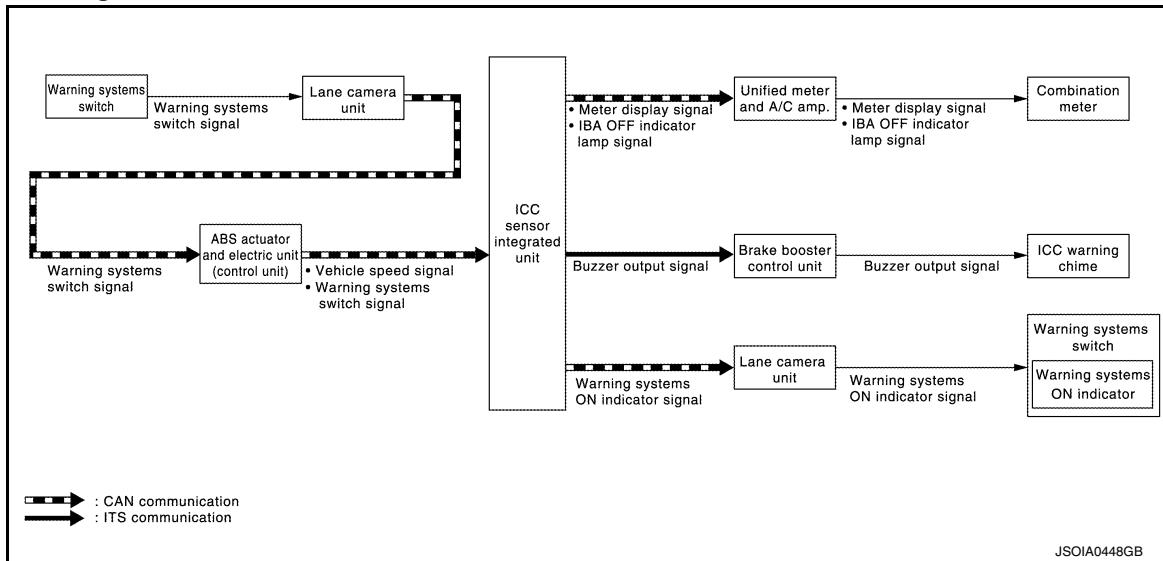 Warning systems
switch
Warning systems
switch signal
Lane camera
unit
Warning systems
switch signal
ABS actuator
and electric unit
(control unit)
• Vehicle speed signal
• Warning systems
switch signal
ICC
sensor
integrated
unit
• Meter display signal
• IBA OFF indicator
lamp signal
Unified meter
and A/C amp.
• Meter display signal
• IBA OFF indicator
lamp signal
Combination
meter
Buzzer output signal
Brake booster
control unit
Buzzer output signal
ICC warning
chime
Warning systems
ON indicator signal
Lane camera
unit
Warning systems
ON indicator signal
Warning systems
switch
Warning systems
ON indicator
: CAN communication
: ITS communication
JSOIA0448GB